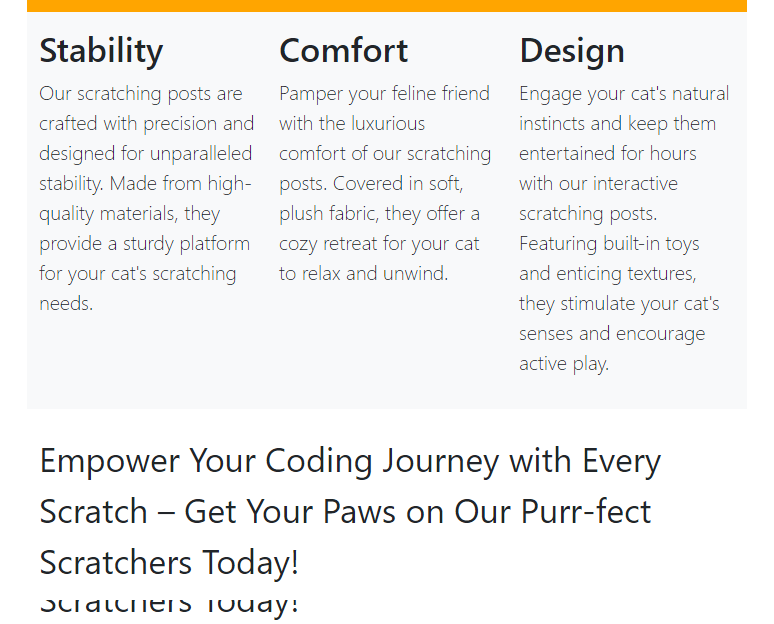 Stability
Our scratching posts are
crafted with precision and
designed for unparalleled
stability. Made from high-
quality materials, they
provide a sturdy platform
for your cat's scratching
needs.
Comfort
Pamper your feline friend
with the luxurious
comfort of our scratching
posts. Covered in soft,
plush fabric, they offer a
cozy retreat for your cat
to relax and unwind.
Design
Engage your cat's natural
instincts and keep them
entertained for hours
with our interactive
scratching posts.
Featuring built-in toys
and enticing textures,
they stimulate your cat's
senses and encourage
active play.
Empower Your Coding Journey with Every
Scratch – Get Your Paws on Our Purr-fect
Scratchers Today!
Scratchers Today!